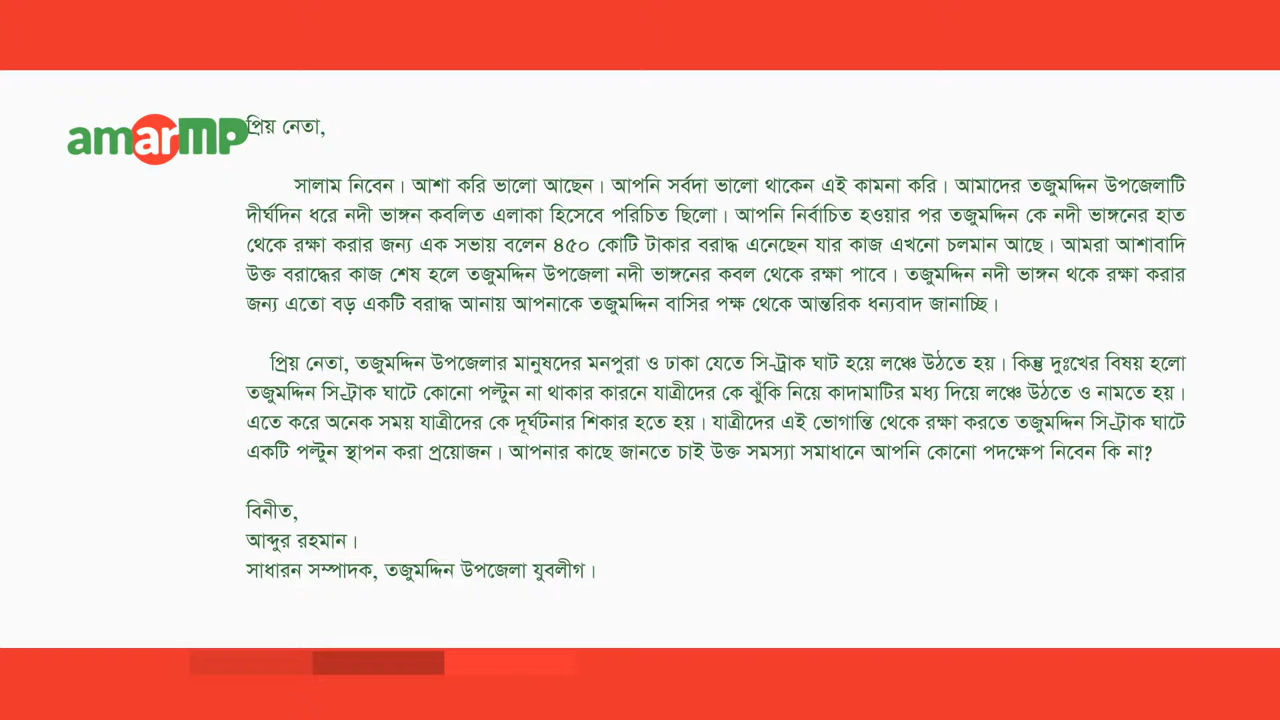 amarMP
প্রিয় নেতা,
সালাম নিবেন। আশা করি ভালো আছেন। আপনি সর্বদা ভালো থাকেন এই কামনা করি। আমাদের তজুমদ্দিন উপজেলাটি
দীর্ঘদিন ধরে নদী ভাঙ্গন কবলিত এলাকা হিসেবে পরিচিত ছিলো। আপনি নির্বাচিত হওয়ার পর তজুমদ্দিন কে নদী ভাঙ্গনের হাত
থেকে রক্ষা করার জন্য এক সভায় বলেন ৪৫০ কোটি টাকার বরাদ্ধ এনেছেন যার কাজ এখনো চলমান আছে। আমরা আশাবাদি
উক্ত বরাদ্ধের কাজ শেষ হলে তজুমদ্দিন উপজেলা নদী ভাঙ্গনের কবল থেকে রক্ষা পাবে। তজুমদ্দিন নদী ভাঙ্গন থকে রক্ষা করার
জন্য এতো বড় একটি বরাদ্ধ আনায় আপনাকে তজুমদ্দিন বাসির পক্ষ থেকে আন্তরিক ধন্যবাদ জানাচ্ছি।
প্রিয় নেতা, তজুমদ্দিন উপজেলার মানুষদের মনপুরা ও ঢাকা যেতে সি-ট্রাক ঘাট হয়ে লঞ্চে উঠতে হয়। কিন্তু দুঃখের বিষয় হলো
তজুমদ্দিন সি-ট্রাক ঘাটে কোনো পল্টুন না থাকার কারনে যাত্রীদের কে ঝুঁকি নিয়ে কাদামাটির মধ্য দিয়ে লঞ্চে উঠতে ও নামতে হয়।
এতে করে অনেক সময় যাত্রীদের কে দূর্ঘটনার শিকার হতে হয়। যাত্রীদের এই ভোগান্তি থেকে রক্ষা করতে তজুমদ্দিন সি-ট্রাক ঘাটে
একটি পল্টুন স্থাপন করা প্রয়োজন। আপনার কাছে জানতে চাই উক্ত সমস্যা সমাধানে আপনি কোনো পদক্ষেপ নিবেন কি না?
বিনীত,
আব্দুর রহমান।
সাধারন সম্পাদক, তজুমদ্দিন উপজেলা যুবলীগ।